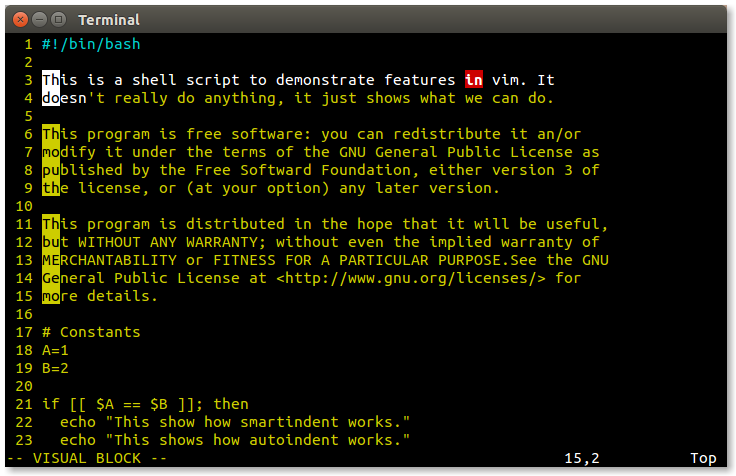 Terminal
1 #!/bin/bash
2
3 This is a shell script to demonstrate features in vim. It
4 doesn't really do anything, it just shows what we can do.
5
6 This program is free software: you can redistribute it an/or
7 modify it under the terms of the GNU General Public License as
8 published by the Free Softward Foundation, either version 3 of
9 the license, or (at your option) any later version.
10
11 This program is distributed in the hope that it will be useful,
12 but WITHOUT ANY WARRANTY; without even the implied warranty of
13 MERCHANTABILITY or FITNESS FOR A PARTICULAR PURPOSE.See the GNU
14 General Public License at <http://www.gnu.org/licenses/> for
15 more details.
16
17 # Constants
18 A=1
19 B=2
20
21 if [[ $A == $B ]]; then
22   echo "This show how smartindent works."
23   echo "This shows how autoindent works."
-- VISUAL BLOCK -- 15,2 Top